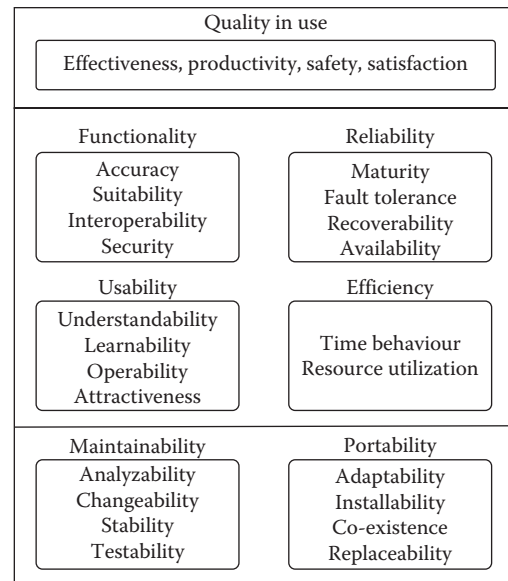 Quality in use
Effectiveness, productivity, safety, satisfaction
Functionality
Accuracy
Suitability
Interoperability
Security
Reliability
Maturity
Fault tolerance
Recoverability
Availability
Usability
Understandability
Learnability
Operability
Attractiveness
Efficiency
Time behaviour
Resource utilization
Maintainability
Analyzability
Changeability
Stability
Testability
Portability
Adaptability
Installability
Co-existence
Replaceability